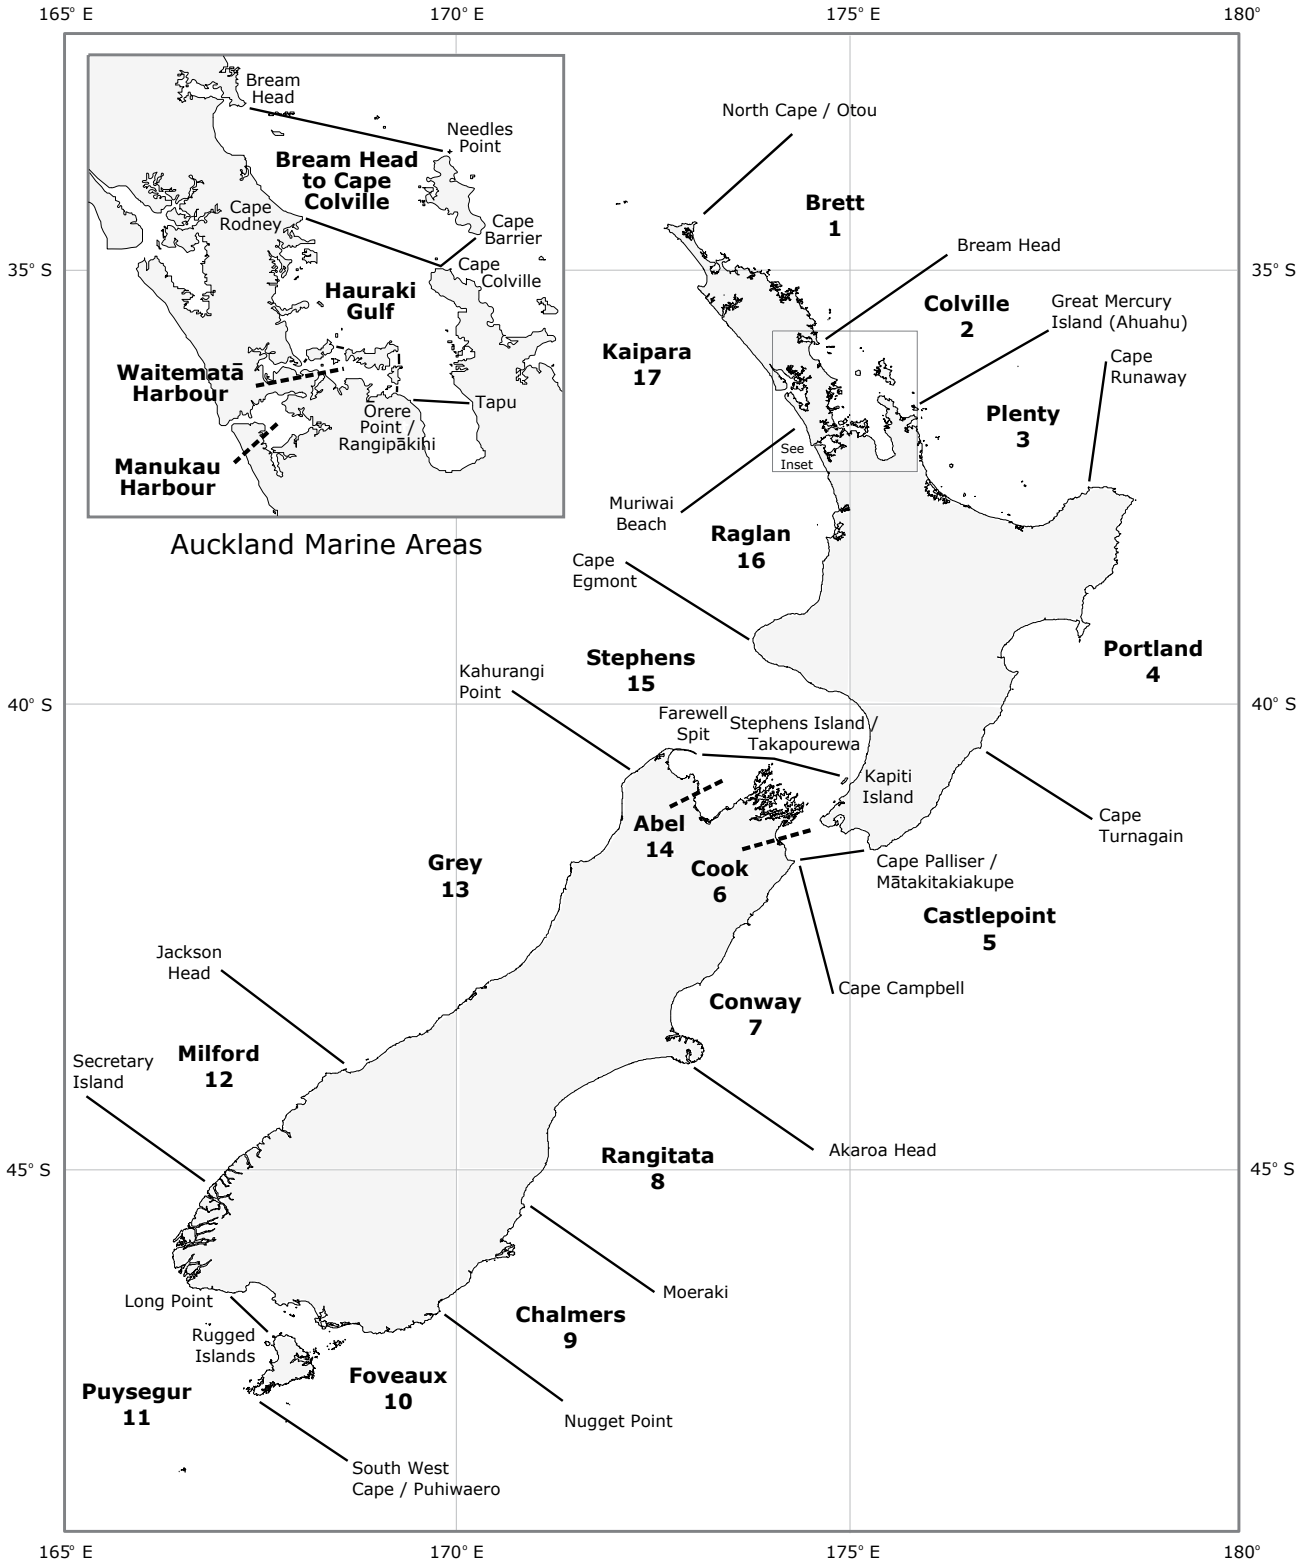 165° E
170° E
175° E
180°
Bream
Head
Needles
Point
Bream Head
to Cape
Colville
Cape
Rodney
Cape
Barrier
Cape
Colville
Hauraki
Gulf
Waitematā
Harbour
Orere
Point /
Rangipākihi
Tapu
Manukau
Harbour
Auckland Marine Areas
North Cape / Otou
Brett
1
Bream Head
35° S
35° S
Colville
2
Great Mercury
Island (Ahuahu)
Kaipara
17
Cape
Runaway
Plenty
3
See
Inset
Muriwai
Beach
Raglan
16
Cape
Egmont
Portland
4
Stephens
15
Kahurangi
Point
40° S
40° S
Farewell
Spit
Stephens Island /
Takapourewa
Kapiti
Island
Cape
Turnagain
Abel
14
Cook
6
Grey
13
Cape Palliser /
Mātakitakiakupe
Castlepoint
5
Jackson
Head
Cape Campbell
Conway
7
Milford
12
Secretary
Island
Akaroa Head
Rangitata
8
45° S
45° S
Moeraki
Long Point
Chalmers
9
Rugged
Islands
Foveaux
10
Puysegur
11
Nugget Point
South West
Cape / Puhiwaero
165° E
170° E
175° E
180°